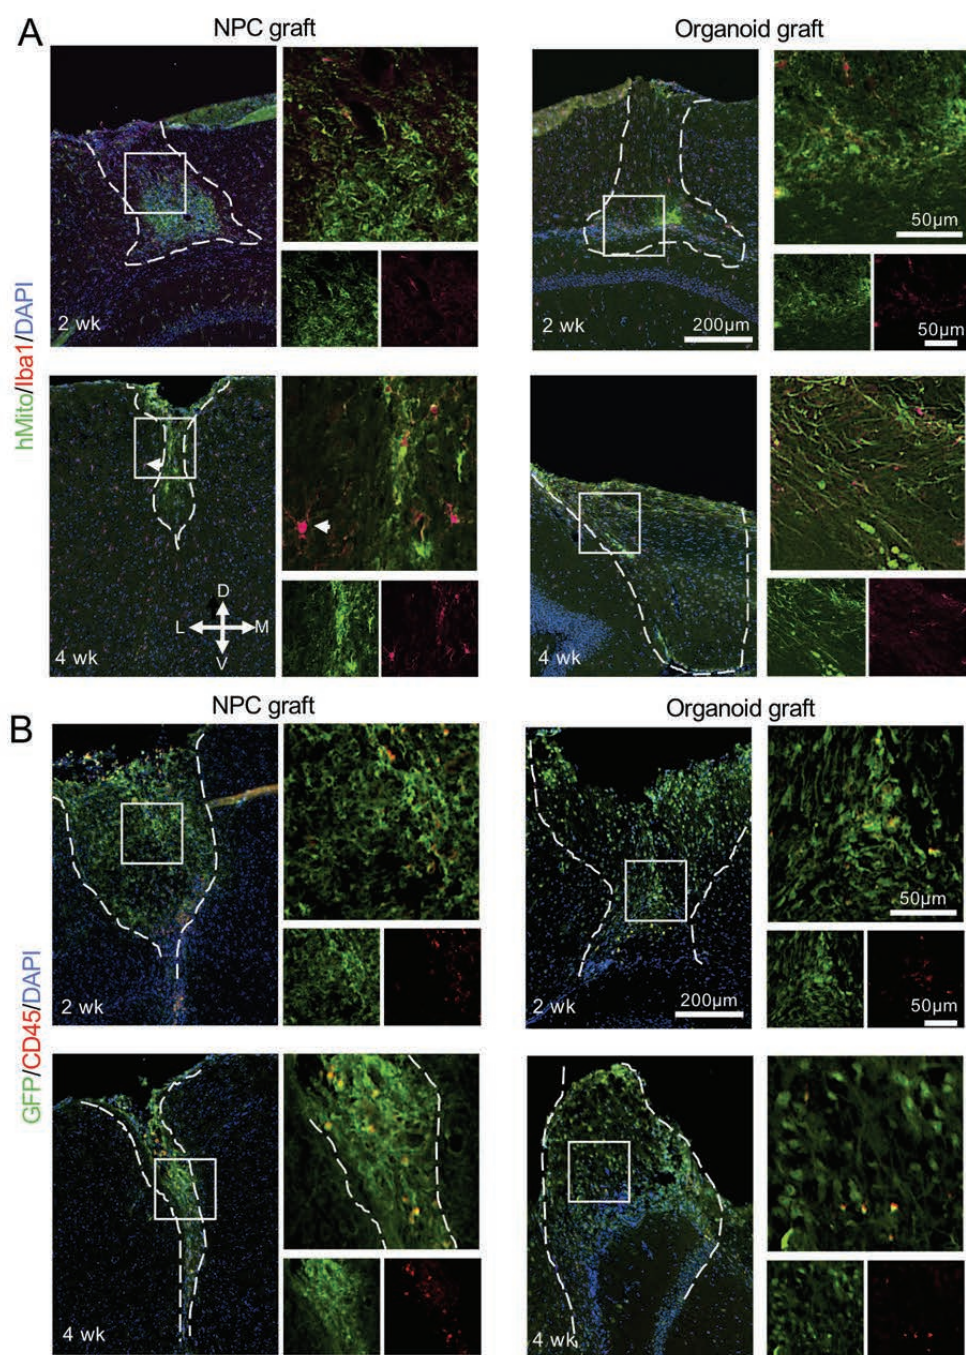 A
NPC graft
Organoid graft
hMito/Iba1/DAPI
2 wk
2 wk
200µm
50µm
50µm
4 wk
D
L
M
V
4 wk
B
NPC graft
Organoid graft
GFP/CD45/DAPI
2 wk
2 wk
200µm
50µm
50µm
4 wk
4 wk